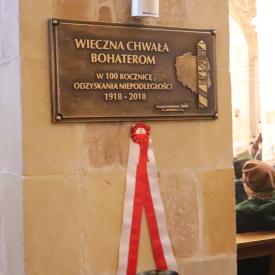 WIECZNA CHWAŁA
BOHATEROM
W 100 ROCZNICĘ
ODZYSKANIA NIEPODLEGŁOŚCI
1918 - 2018